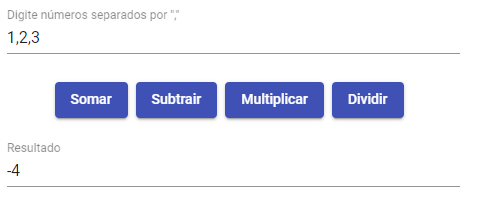 Digite números separados por ","
1,2,3
Somar Subtrair Multiplicar Dividir
Resultado
-4